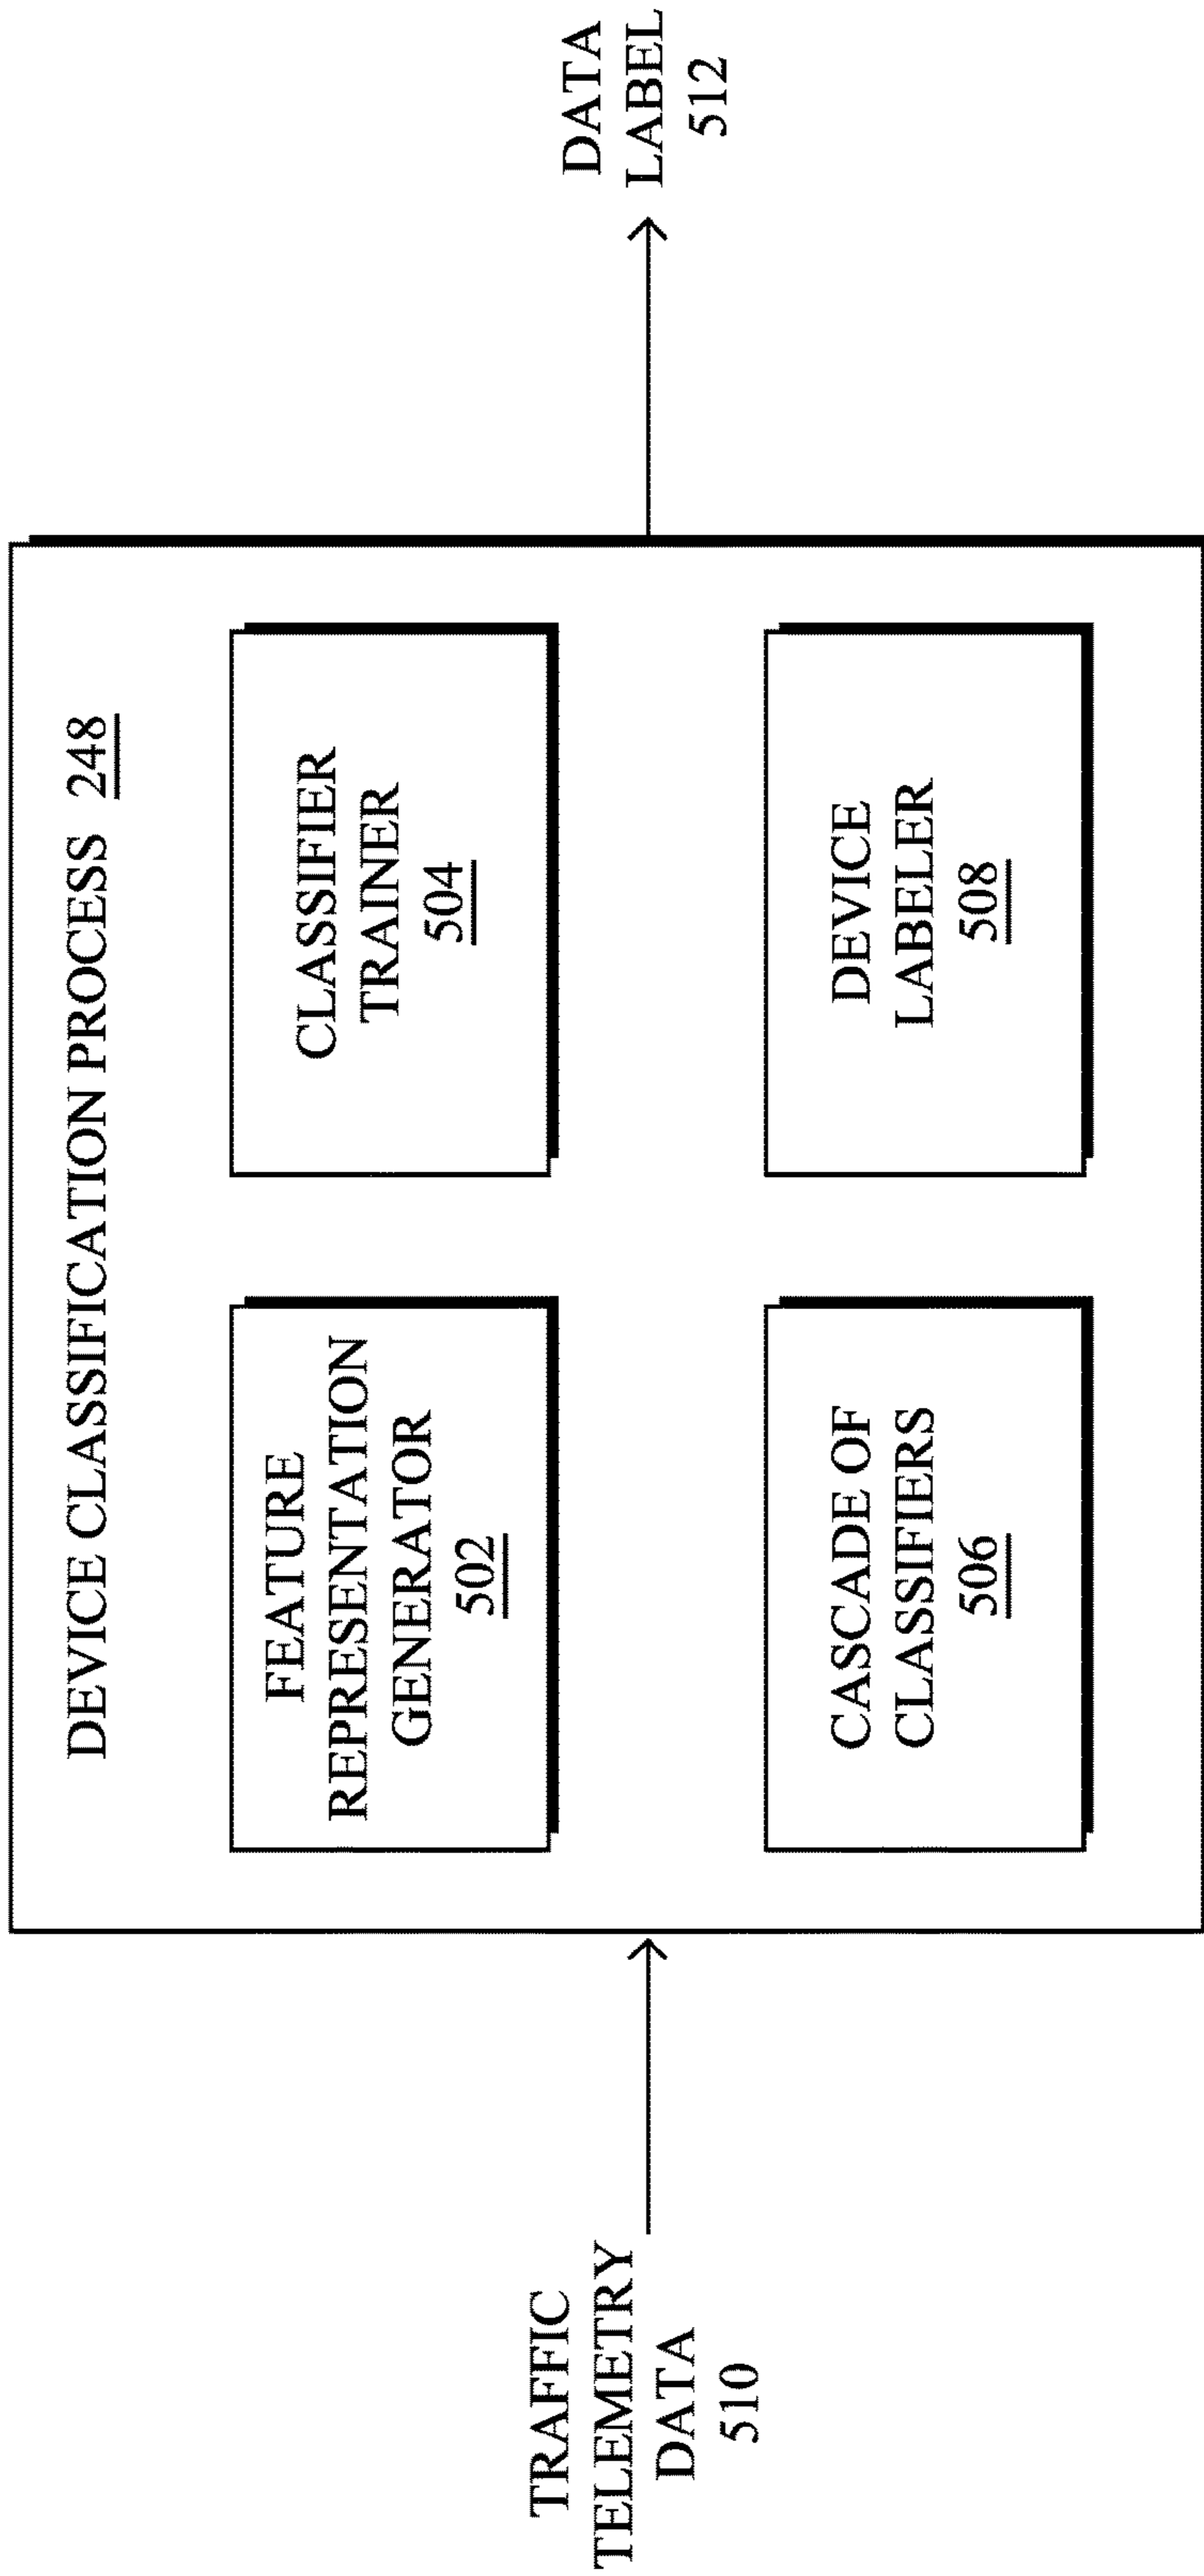 DEVICE CLASSIFICATION PROCESS 248
FEATURE
REPRESENTATION
GENERATOR
502
CLASSIFIER
TRAINER
504
TRAFFIC
TELEMETRY
DATA
510
DATA
LABEL
512
CASCADE OF
CLASSIFIERS
506
DEVICE
LABELER
508